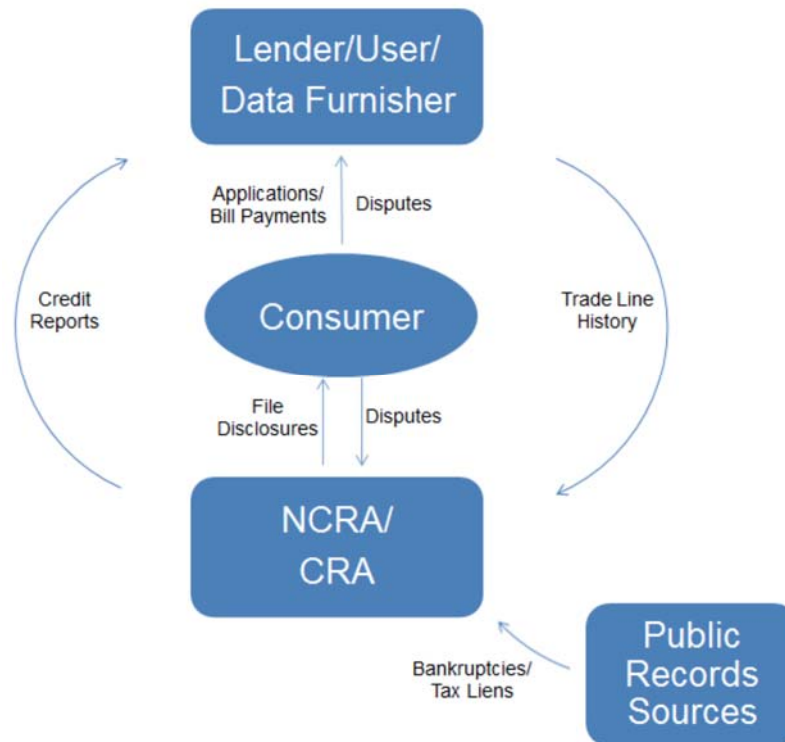 Lender/User/
Data Furnisher
Applications/
Bill Payments
Disputes
Credit
Reports
Consumer
Trade Line
History
File
Disclosures
Disputes
NCRA/
CRA
Bankruptcies/
Tax Liens
Public
Records
Sources